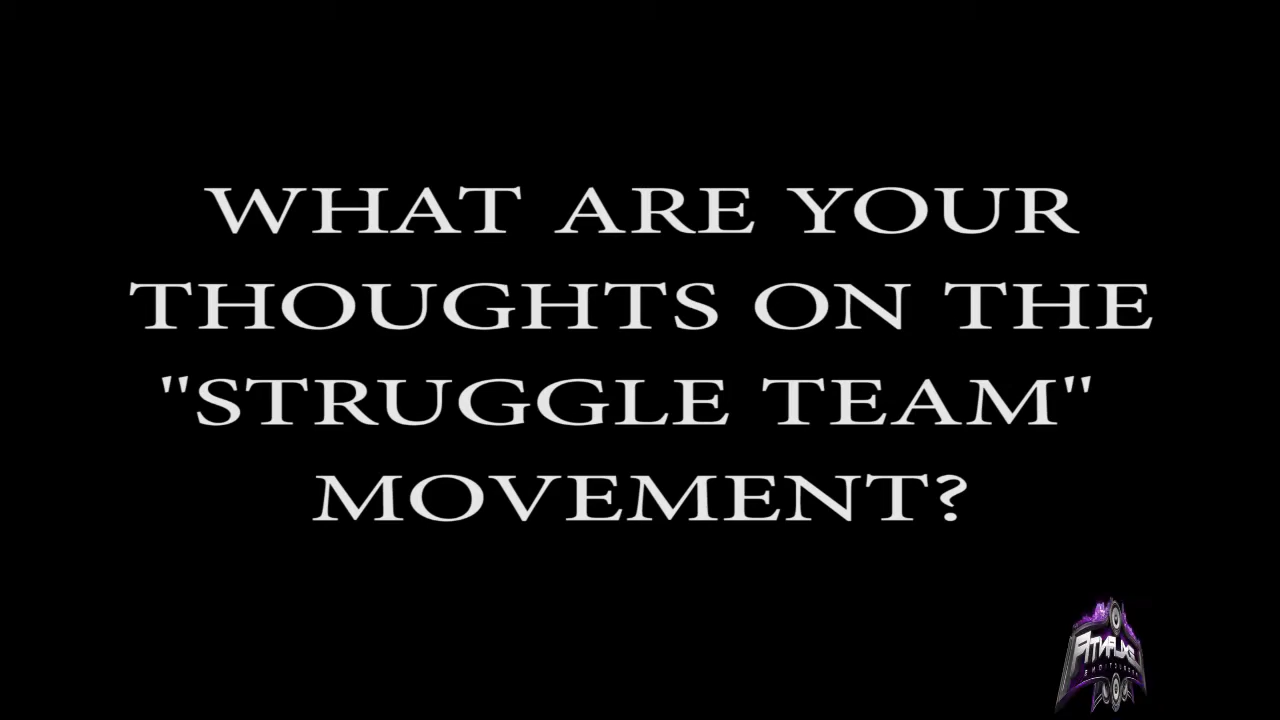 WHAT ARE YOUR
THOUGHTS ON THE
"STRUGGLE TEAM"
MOVEMENT?